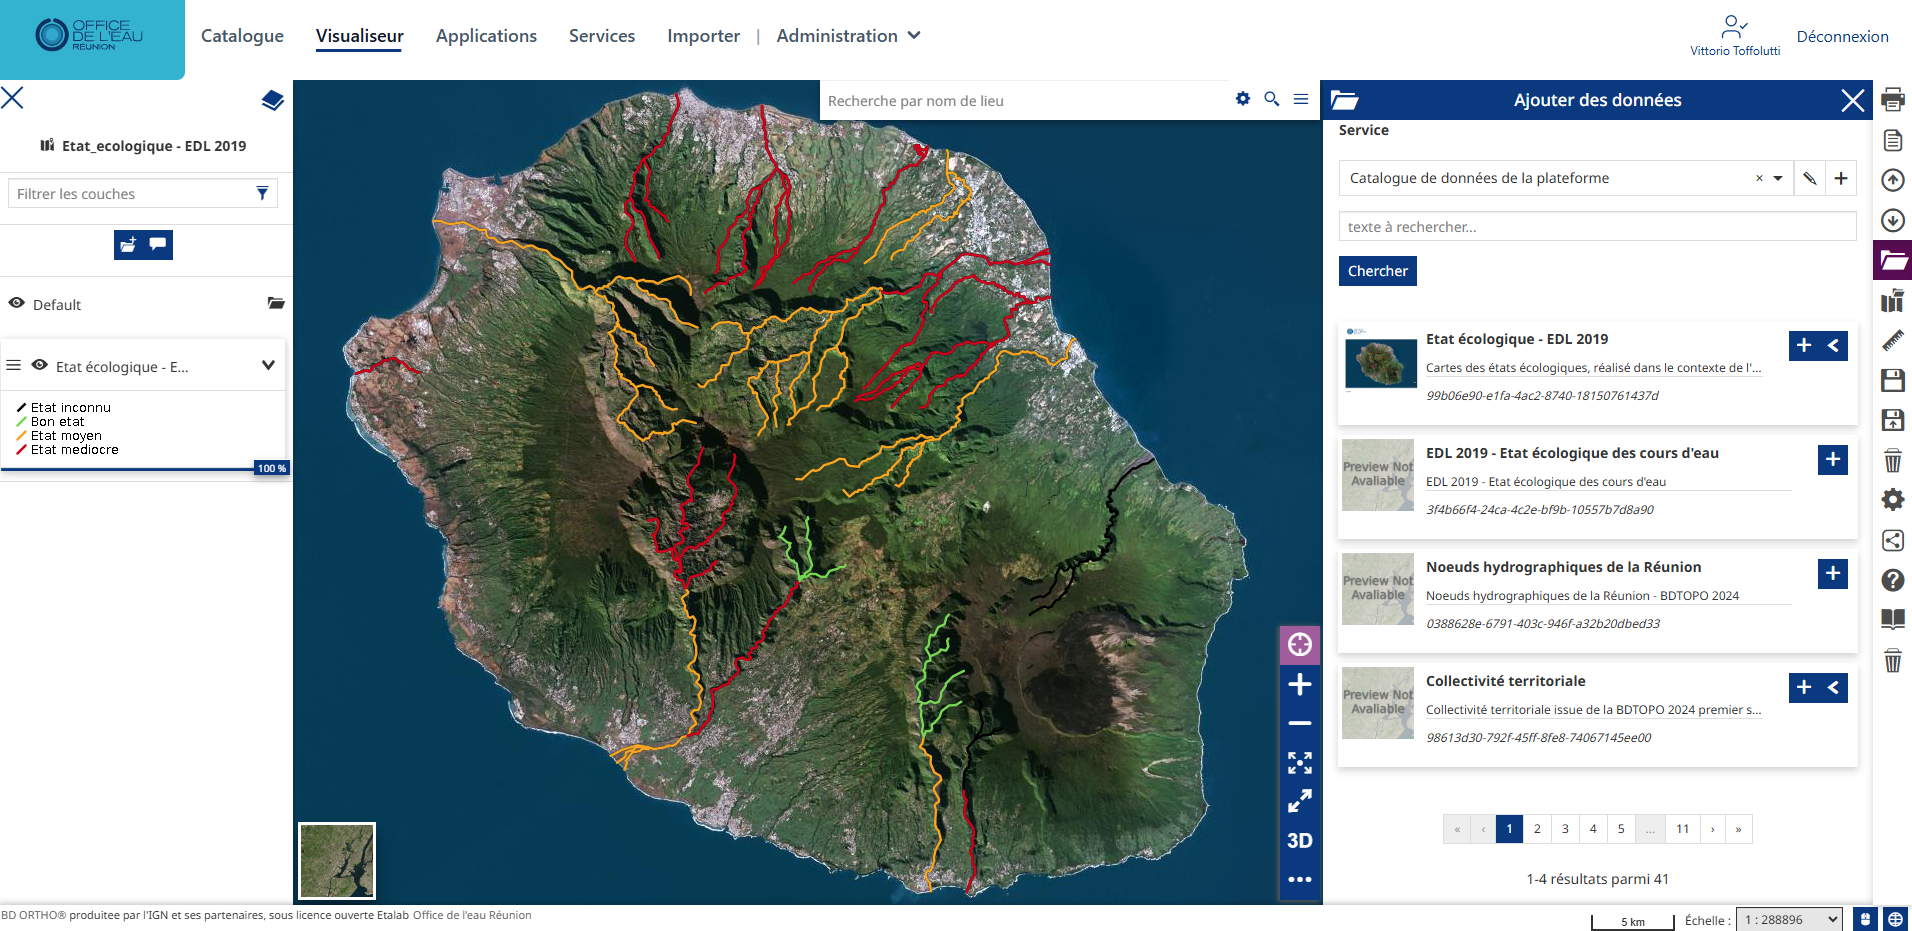 OFFICE
DE L'EAU
RÉUNION
Catalogue
Visualiseur
Applications
Services
Importer
|
Administration
Vittorio Toffolutti
Déconnexion
Etat_ecologique - EDL 2019
Filtrer les couches
Default
Etat écologique - E...
Etat inconnu
Bon etat
Etat moyen
Etat mediocre
100 %
Recherche par nom de lieu
3D
Ajouter des données
Service
Catalogue de données de la plateforme
×
texte à rechercher...
Chercher
Etat écologique - EDL 2019
Cartes des états écologiques, réalisé dans le contexte de l'...
99b06e90-e1fa-4ac2-8740-18150761437d
Preview Not
Available
EDL 2019 - Etat écologique des cours d'eau
EDL 2019 - Etat écologique des cours d'eau
3f4b66f4-24ca-4c2e-bf9b-10557b7d8a90
Preview Not
Available
Noeuds hydrographiques de la Réunion
Noeuds hydrographiques de la Réunion - BDTOPO 2024
0388628e-6791-403c-946f-a32b20dbed33
Preview Not
Available
Collectivité territoriale
Collectivité territoriale issue de la BDTOPO 2024 premier s...
98613d30-792f-45ff-8fe8-74067145ee00
« ‹ 1 2 3 4 5 ... 11 › »
1-4 résultats parmi 41
BD ORTHO® produitee par l'IGN et ses partenaires, sous licence ouverte Etalab Office de l'eau Réunion
5 km
Échelle :
1 : 288896